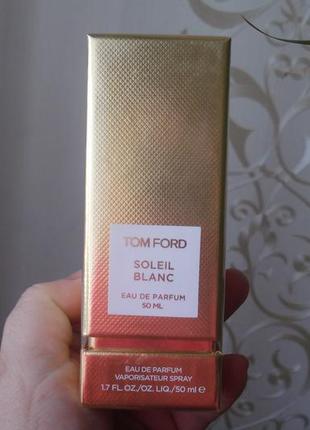 TOM FORD
SOLEIL
BLANC
EAU DE PARFUM
50 ML
EAU DE PARFUM
VAPORISATEUR SPRAY
1.7 FL.OZ./OZ. LIQ./50 ml ℮